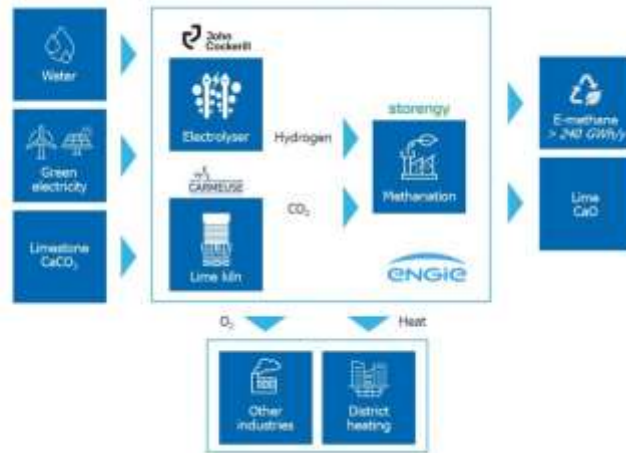 Water
Green
electricity
Limestone
CaCO₃
John
Cockerill
Electrolyser
Hydrogen
CARMEUSE
Lime kiln
CO₂
storengy
Methanation
ENGIE
E-methane
> 240 GWh/y
Lime
CaO
O₂
Heat
Other
industries
District
heating